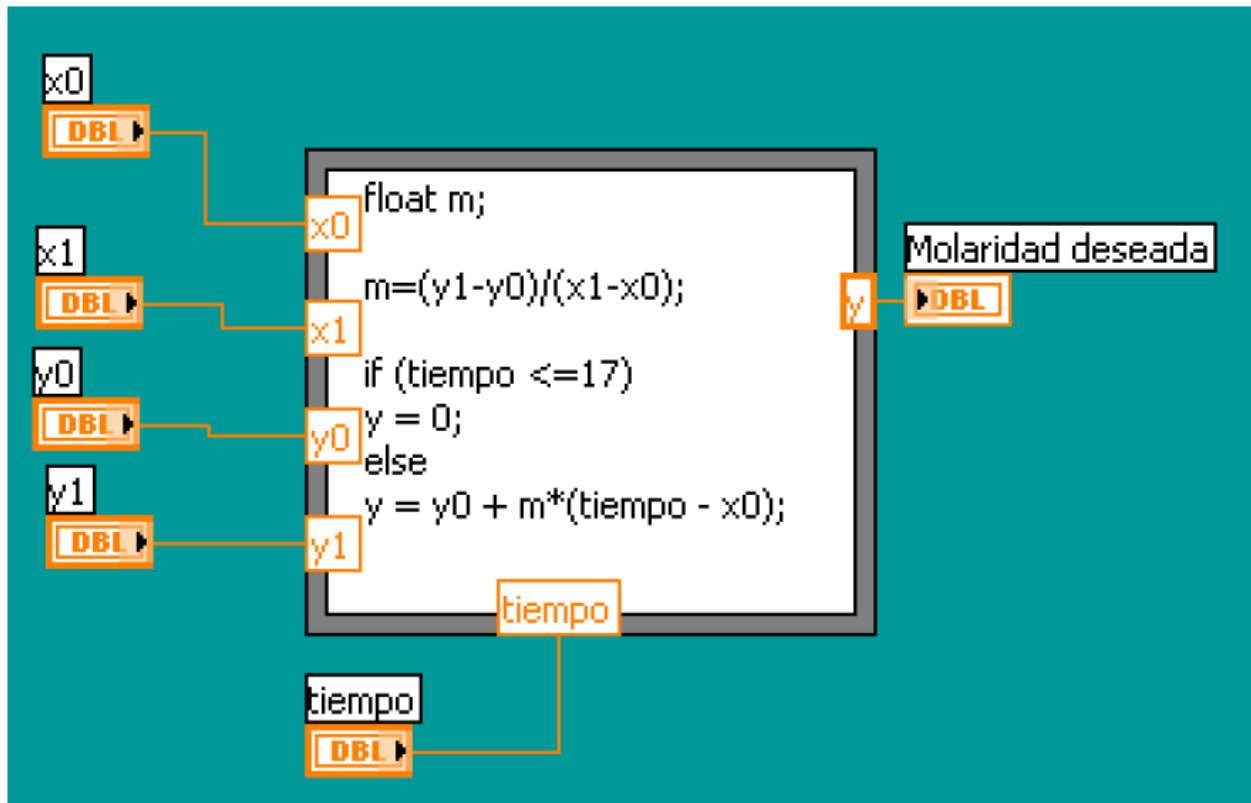 x0
DBL
x1
DBL
y0
DBL
y1
DBL
x0
x1
y0
y1
float m;
m=(y1-y0)/(x1-x0);
if (tiempo <=17)
y = 0;
else
y = y0 + m*(tiempo - x0);
tiempo
y
Molaridad deseada
DBL
tiempo
DBL